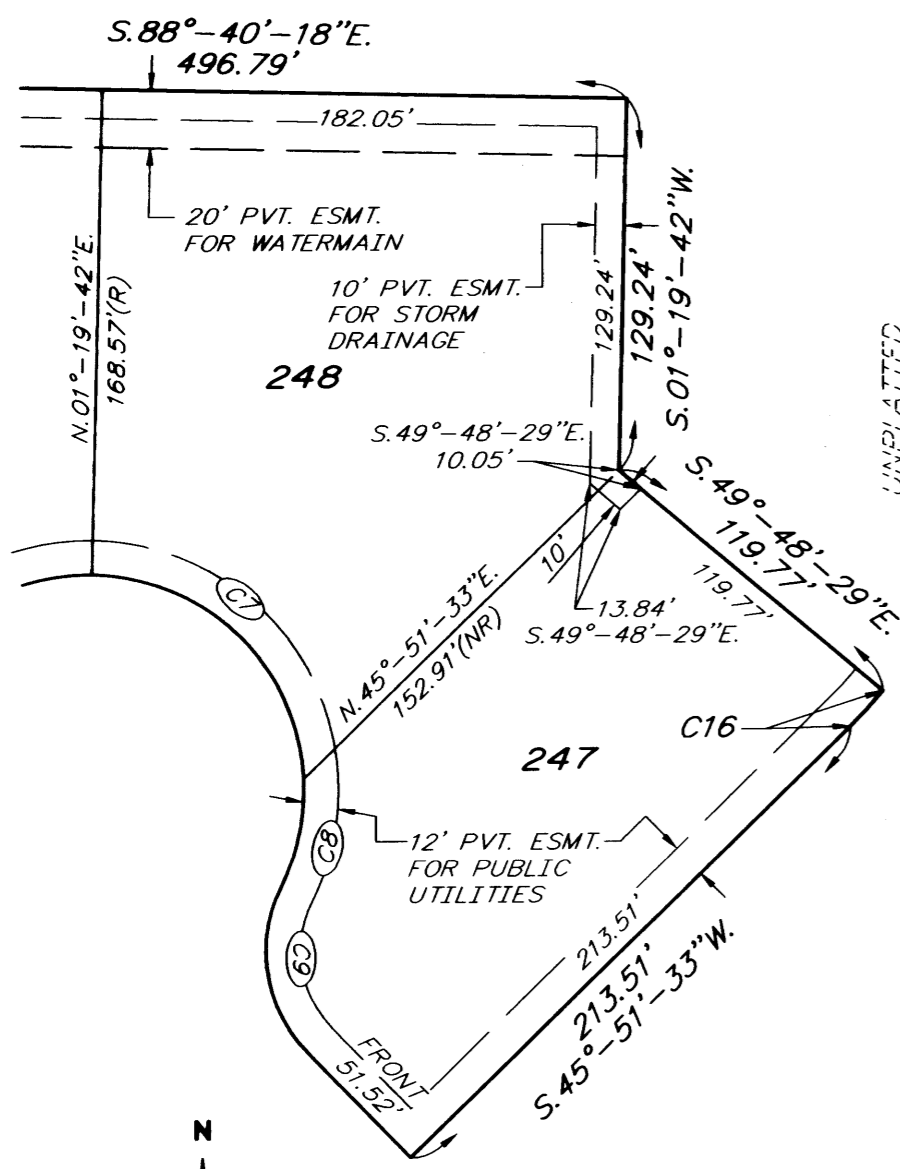 S.88°-40'-18"E.
496.79'
182.05'
20' PVT. ESMT.
FOR WATERMAIN
N.01°-19'-42"E.
168.57'(R)
10' PVT. ESMT.
FOR STORM
DRAINAGE
129.24'
129.24'
S.01°-19'-42"W.
248
UNPLATTED
S.49°-48'-29"E.
10.05'
S.49°-48'-29"E.
119.77'
119.77'
10'
13.84'
S.49°-48'-29"E.
C7
N.45°-51'-33"E.
152.91'(NR)
C16
247
C8
12' PVT. ESMT.
FOR PUBLIC
UTILITIES
C9
213.51'
213.51'
S.45°-51'-33"W.
FRONT
51.52'
N